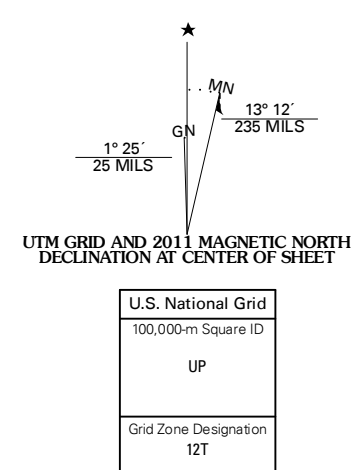 ★
MN
GN
13° 12´
235 MILS
1° 25´
25 MILS
UTM GRID AND 2011 MAGNETIC NORTH
DECLINATION AT CENTER OF SHEET
U.S. National Grid
100,000-m Square ID
UP
Grid Zone Designation
12T